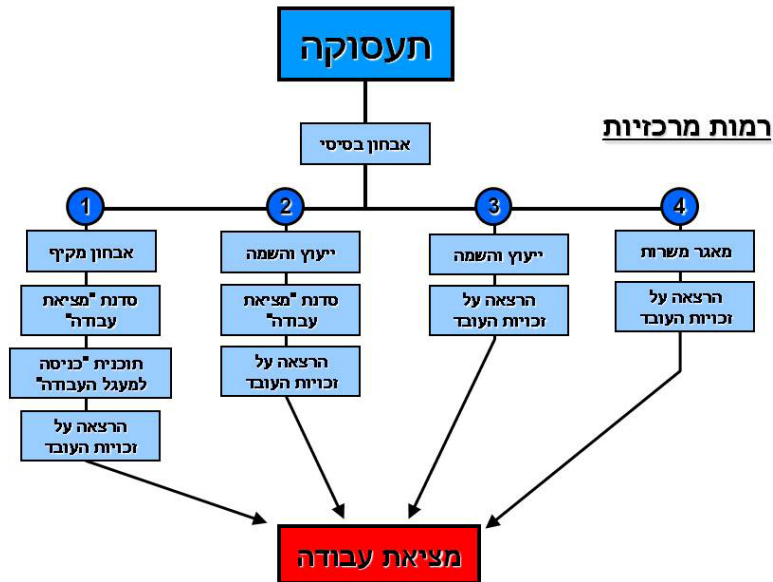 תעסוקה
רמות מרכזיות
אבחון בסיסי
1
אבחון מקיף
סדנת "מציאת
עבודה"
תוכנית "כניסה
למעגל העבודה"
הרצאה על
זכויות העובד
2
ייעוץ והשמה
סדנת "מציאת
עבודה"
הרצאה על
זכויות העובד
3
ייעוץ והשמה
הרצאה על
זכויות העובד
4
מאגר משרות
הרצאה על
זכויות העובד
מציאת עבודה